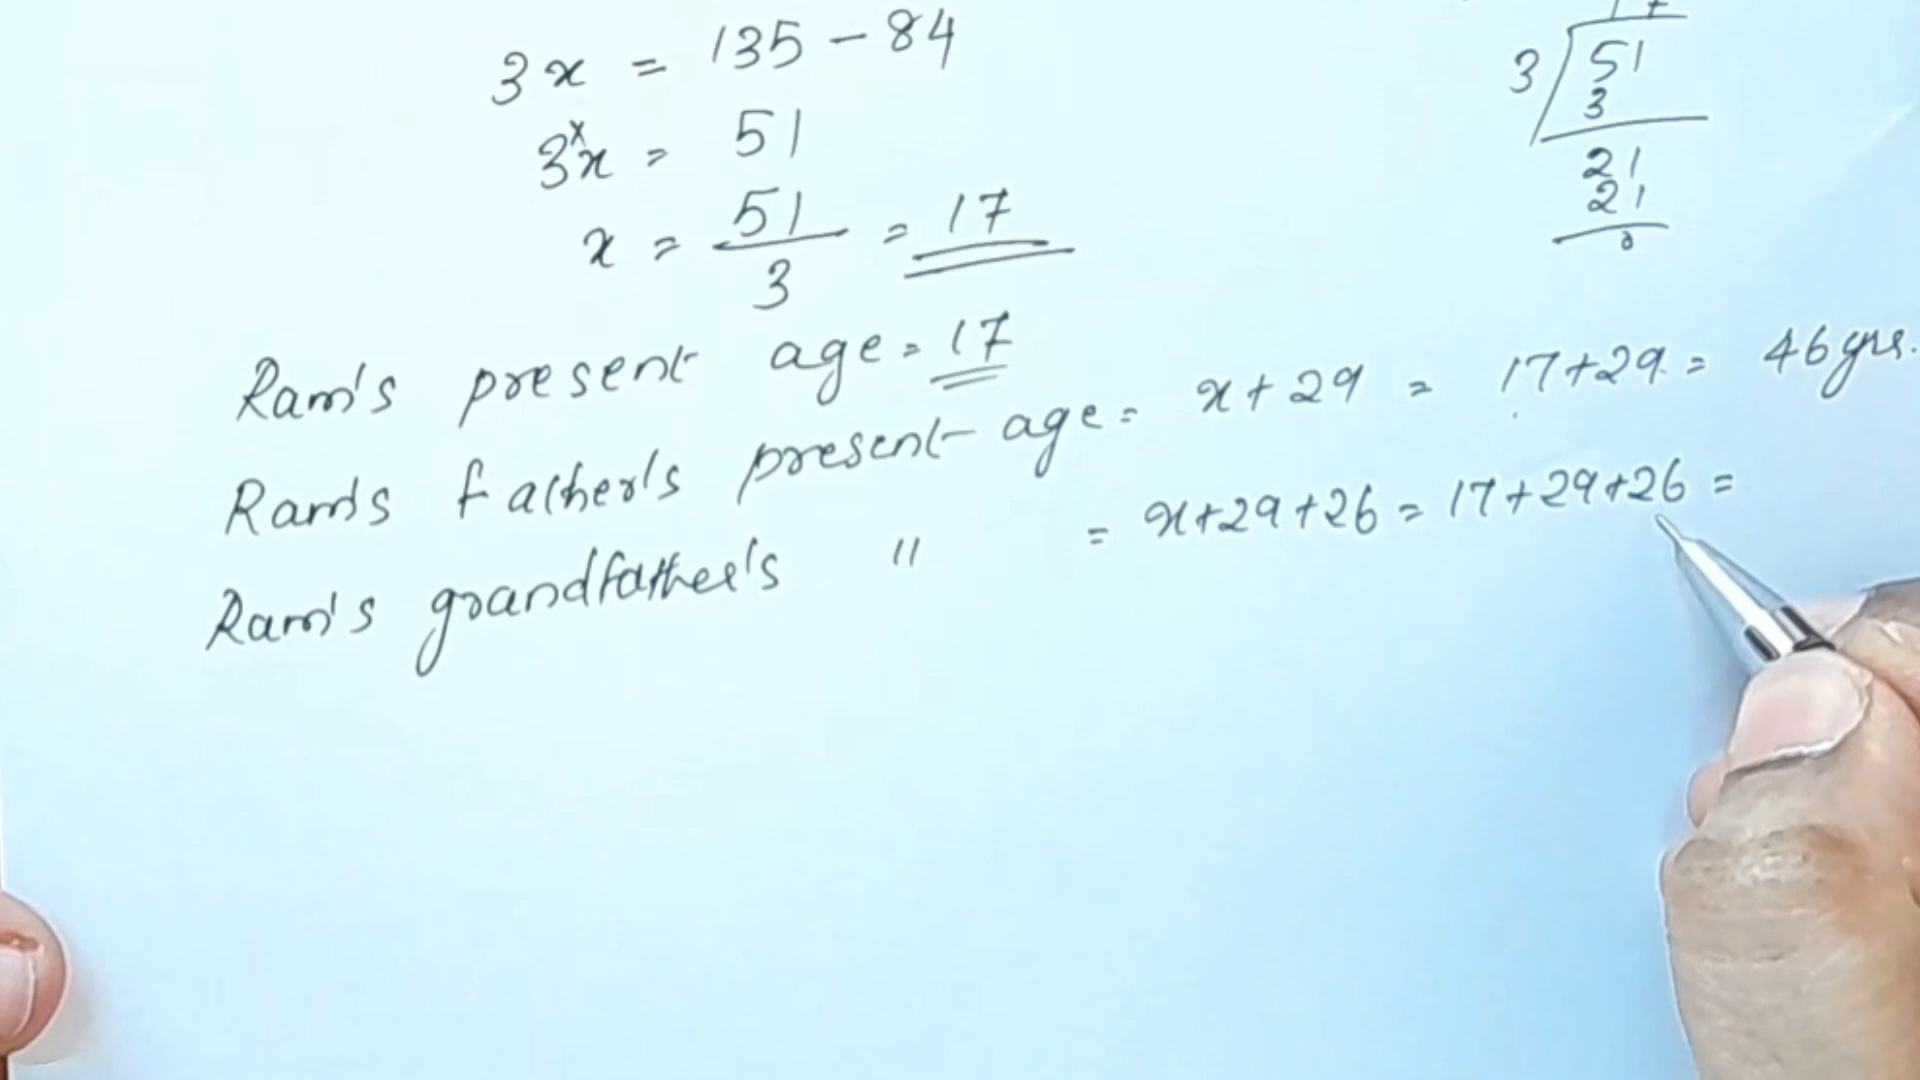 3x = 135 - 84
3x = 51
x = 51/3 = 17
17
3 51
3
21
21
0
Ram's present age = 17
Ram's father's present age = x + 29 = 17+29 = 46 yrs.
Ram's grandfather's " = x+29+26 = 17+29+26 =